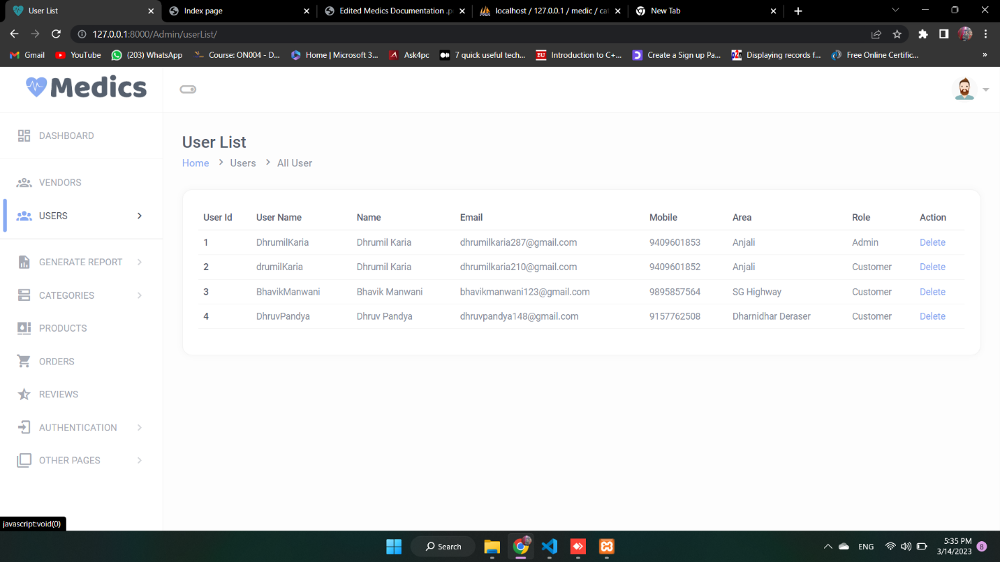 User List
Index page
Edited Medics Documentation .p
localhost / 127.0.0.1 / medic / ca
New Tab
127.0.0.1:8000/Admin/userList/
Gmail
YouTube
(203) WhatsApp
Course: ON004 - D...
Home | Microsoft 3...
Ask4pc
7 quick useful tech...
BU
Introduction to C+...
Create a Sign up Pa...
Displaying records f...
Free Online Certific...
»
Medics
DASHBOARD
VENDORS
USERS
GENERATE REPORT
CATEGORIES
PRODUCTS
ORDERS
REVIEWS
AUTHENTICATION
OTHER PAGES
User List
Home > Users > All User
User Id User Name Name Email Mobile Area Role Action
1 DhrumilKaria Dhrumil Karia dhrumilkaria287@gmail.com 9409601853 Anjali Admin Delete
2 drumilKaria Dhrumil Karia dhrumilkaria210@gmail.com 9409601852 Anjali Customer Delete
3 BhavikManwani Bhavik Manwani bhavikmanwani123@gmail.com 9895857564 SG Highway Customer Delete
4 DhruvPandya Dhruv Pandya dhruvpandya148@gmail.com 9157762508 Dharnidhar Deraser Customer Delete
javascript:void(0)
Search
ENG
5:35 PM
3/14/2023
8